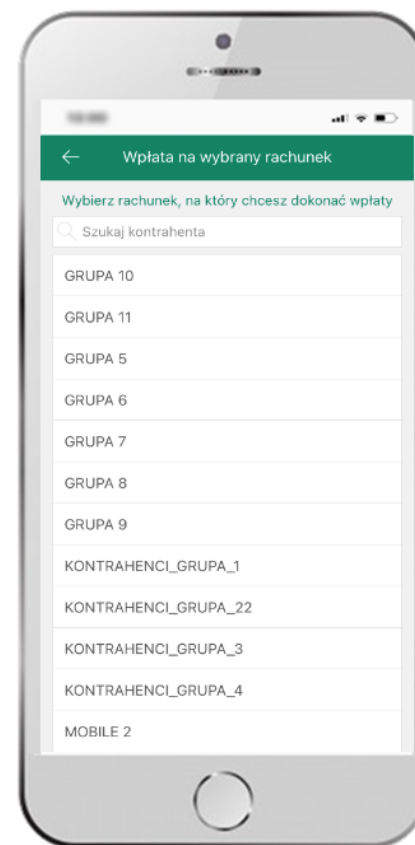 Wpłata na wybrany rachunek
Wybierz rachunek, na który chcesz dokonać wpłaty
Szukaj kontrahenta
GRUPA 10
GRUPA 11
GRUPA 5
GRUPA 6
GRUPA 7
GRUPA 8
GRUPA 9
KONTRAHENCI_GRUPA_1
KONTRAHENCI_GRUPA_22
KONTRAHENCI_GRUPA_3
KONTRAHENCI_GRUPA_4
MOBILE 2